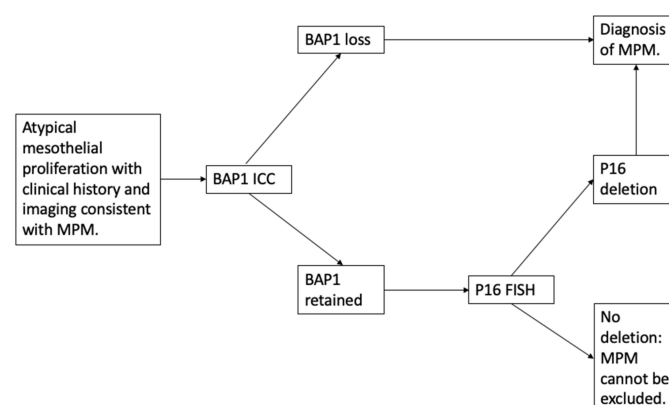 Atypical
mesothelial
proliferation with
clinical history and
imaging consistent
with MPM.
BAP1 ICC
BAP1 loss
Diagnosis
of MPM.
BAP1
retained
P16 FISH
P16
deletion
No
deletion:
MPM
cannot be
excluded.